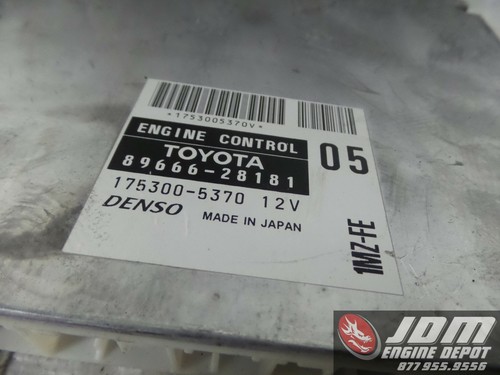 *1753005370V*
ENGINE CONTROL
TOYOTA
89666-28181
05
175300-5370 12V
DENSO MADE IN JAPAN
1MZ-FE
JDM
ENGINE DEPOT
877.955.9556